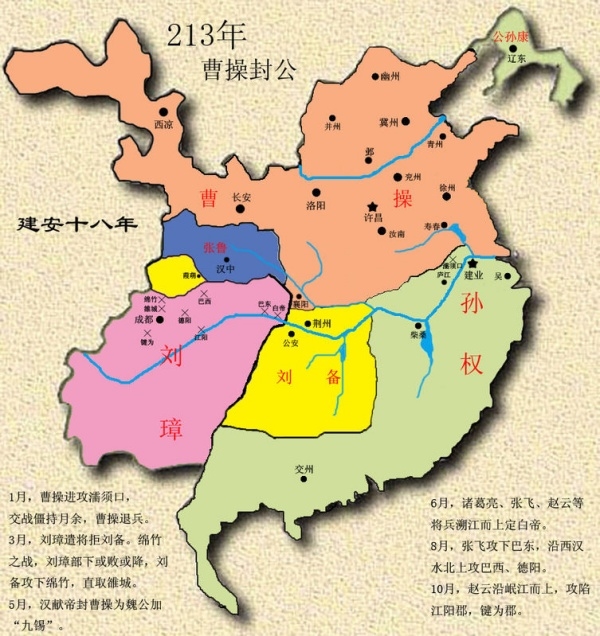 213年
曹操封公
公孙康
辽东
幽州
西凉
并州
冀州
邺
青州
兖州
曹
长安
洛阳
操
徐州
许昌
建安十八年
汝南
寿春
张鲁
汉中
濡须口
建业
吴
葭萌
庐江
绵竹
巴西
襄阳
雒城
成都
德阳
巴东
白帝
孙
荆州
江阳
犍为
公安
柴桑
刘
权
刘
备
璋
交州
1月，曹操进攻濡须口，
交战僵持月余，曹操退兵。
3月，刘璋遣将拒刘备。绵竹
之战，刘璋部下或败或降，刘
备攻下绵竹，直取雒城。
5月，汉献帝封曹操为魏公加
“九锡”。
6月，诸葛亮、张飞、赵云等
将兵溯江而上定白帝。
8月，张飞攻下巴东，沿西汉
水北上攻巴西、德阳。
10月，赵云沿岷江而上，攻陷
江阳郡，键为郡。